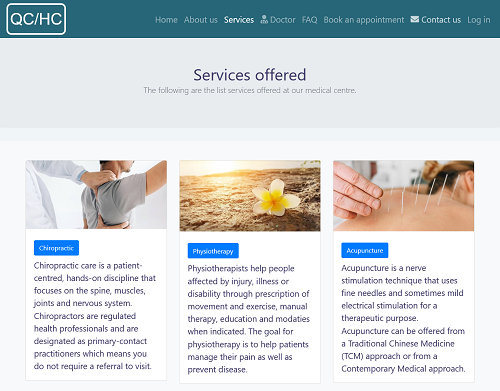 QC/HC Home About us Services Doctor FAQ Book an appointment Contact us Log in
Services offered
The following are the list services offered at our medical centre.
Chiropractic
Chiropractic care is a patient-
centred, hands-on discipline that
focuses on the spine, muscles,
joints and nervous system.
Chiropractors are regulated
health professionals and are
designated as primary-contact
practitioners which means you
do not require a referral to visit.
Physiotherapy
Physiotherapists help people
affected by injury, illness or
disability through prescription of
movement and exercise, manual
therapy, education and modaties
when indicated. The goal for
physiotherapy is to help patients
manage their pain as well as
prevent disease.
Acupuncture
Acupuncture is a nerve
stimulation technique that uses
fine needles and sometimes mild
electrical stimulation for a
therapeutic purpose.
Acupuncture can be offered from
a Traditional Chinese Medicine
(TCM) approach or from a
Contemporary Medical approach.